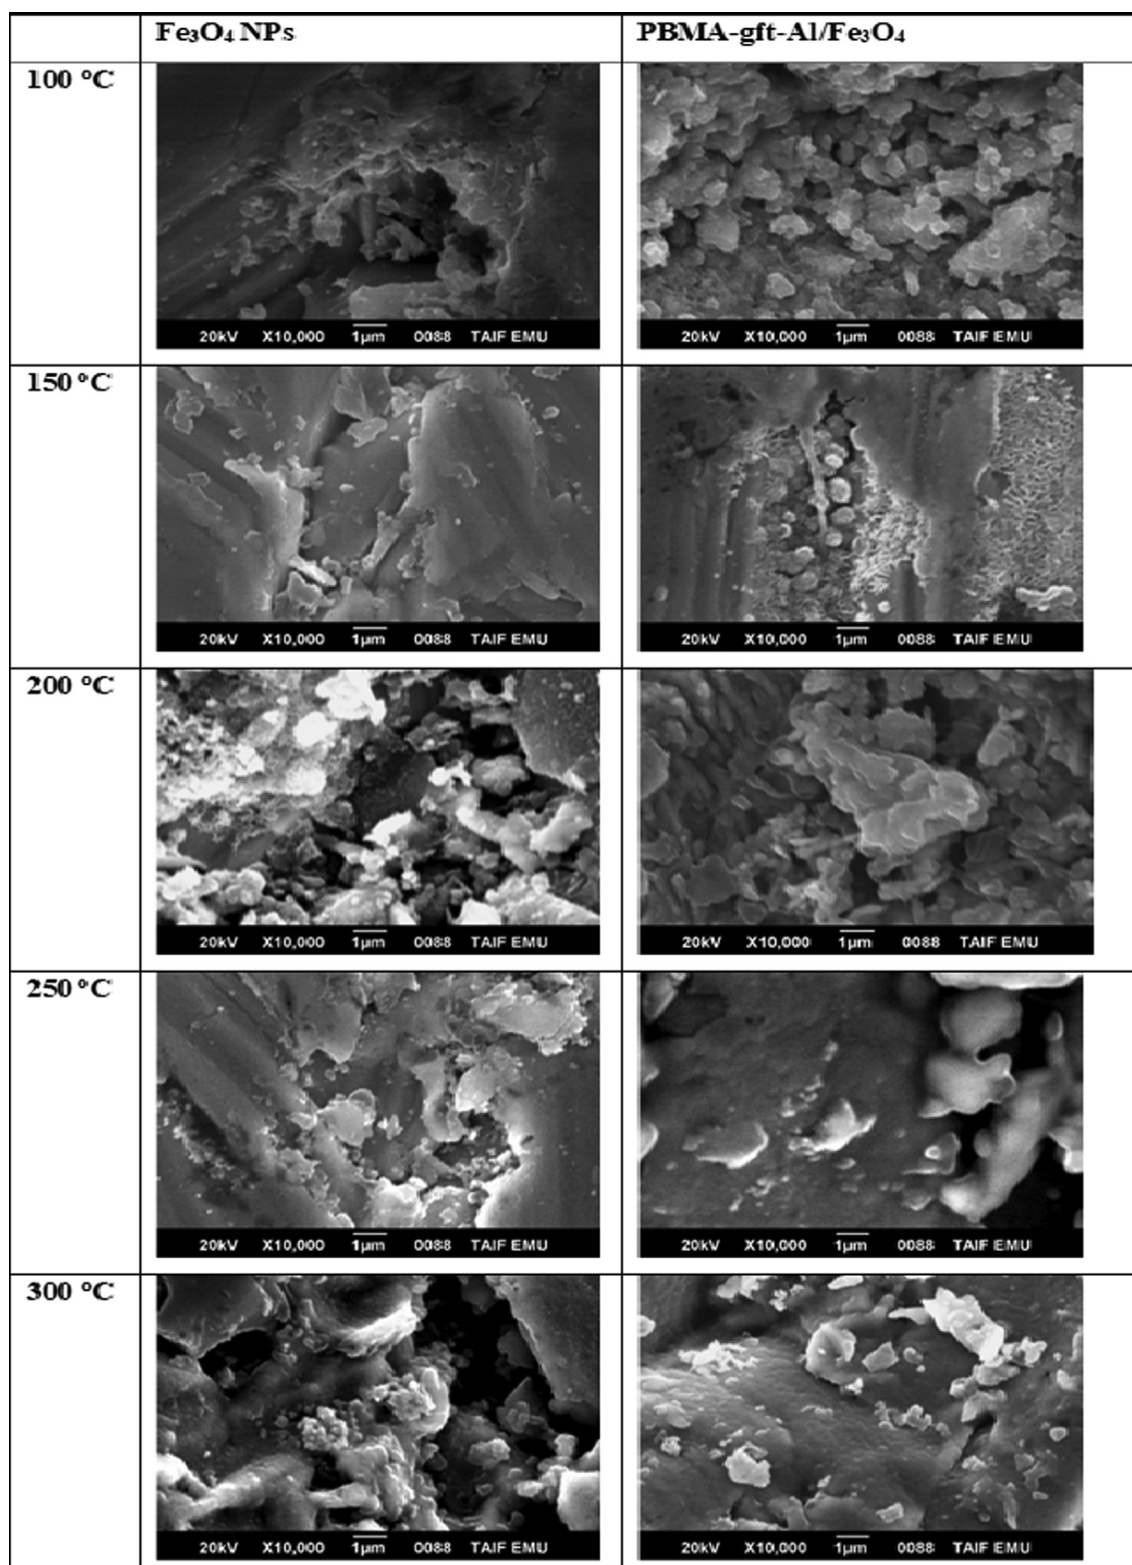 Fe₃O₄ NPs PBMA-gft-Al/Fe₃O₄
100 °C
20kV X10,000 1µm 0088 TAIF EMU 20kV X10,000 1µm 0088 TAIF EMU
150 °C
20kV X10,000 1µm 0088 TAIF EMU 20kV X10,000 1µm 0088 TAIF EMU
200 °C
20kV X10,000 1µm 0088 TAIF EMU 20kV X10,000 1µm 0088 TAIF EMU
250 °C
20kV X10,000 1µm 0088 TAIF EMU 20kV X10,000 1µm 0088 TAIF EMU
300 °C
20kV X10,000 1µm 0088 TAIF EMU 20kV X10,000 1µm 0088 TAIF EMU